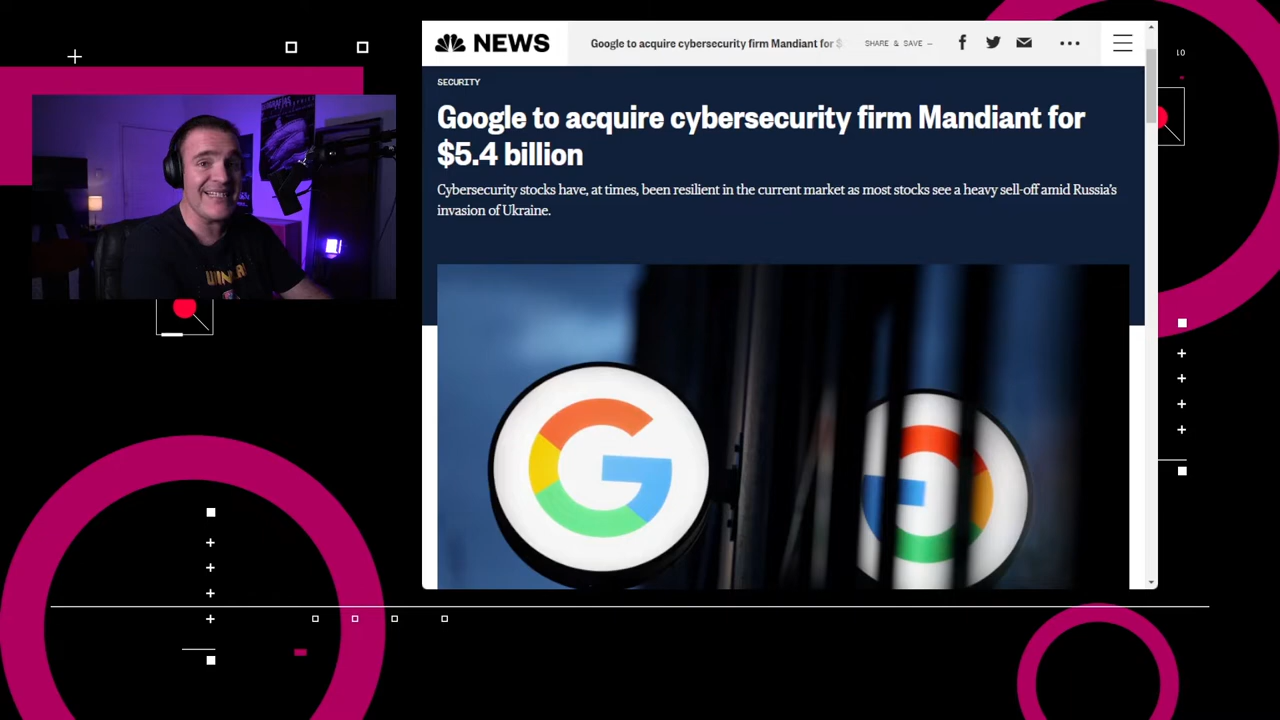 NEWS
Google to acquire cybersecurity firm Mandiant for $
SHARE & SAVE —
SECURITY
Google to acquire cybersecurity firm Mandiant for
$5.4 billion
Cybersecurity stocks have, at times, been resilient in the current market as most stocks see a heavy sell-off amid Russia's
invasion of Ukraine.
G